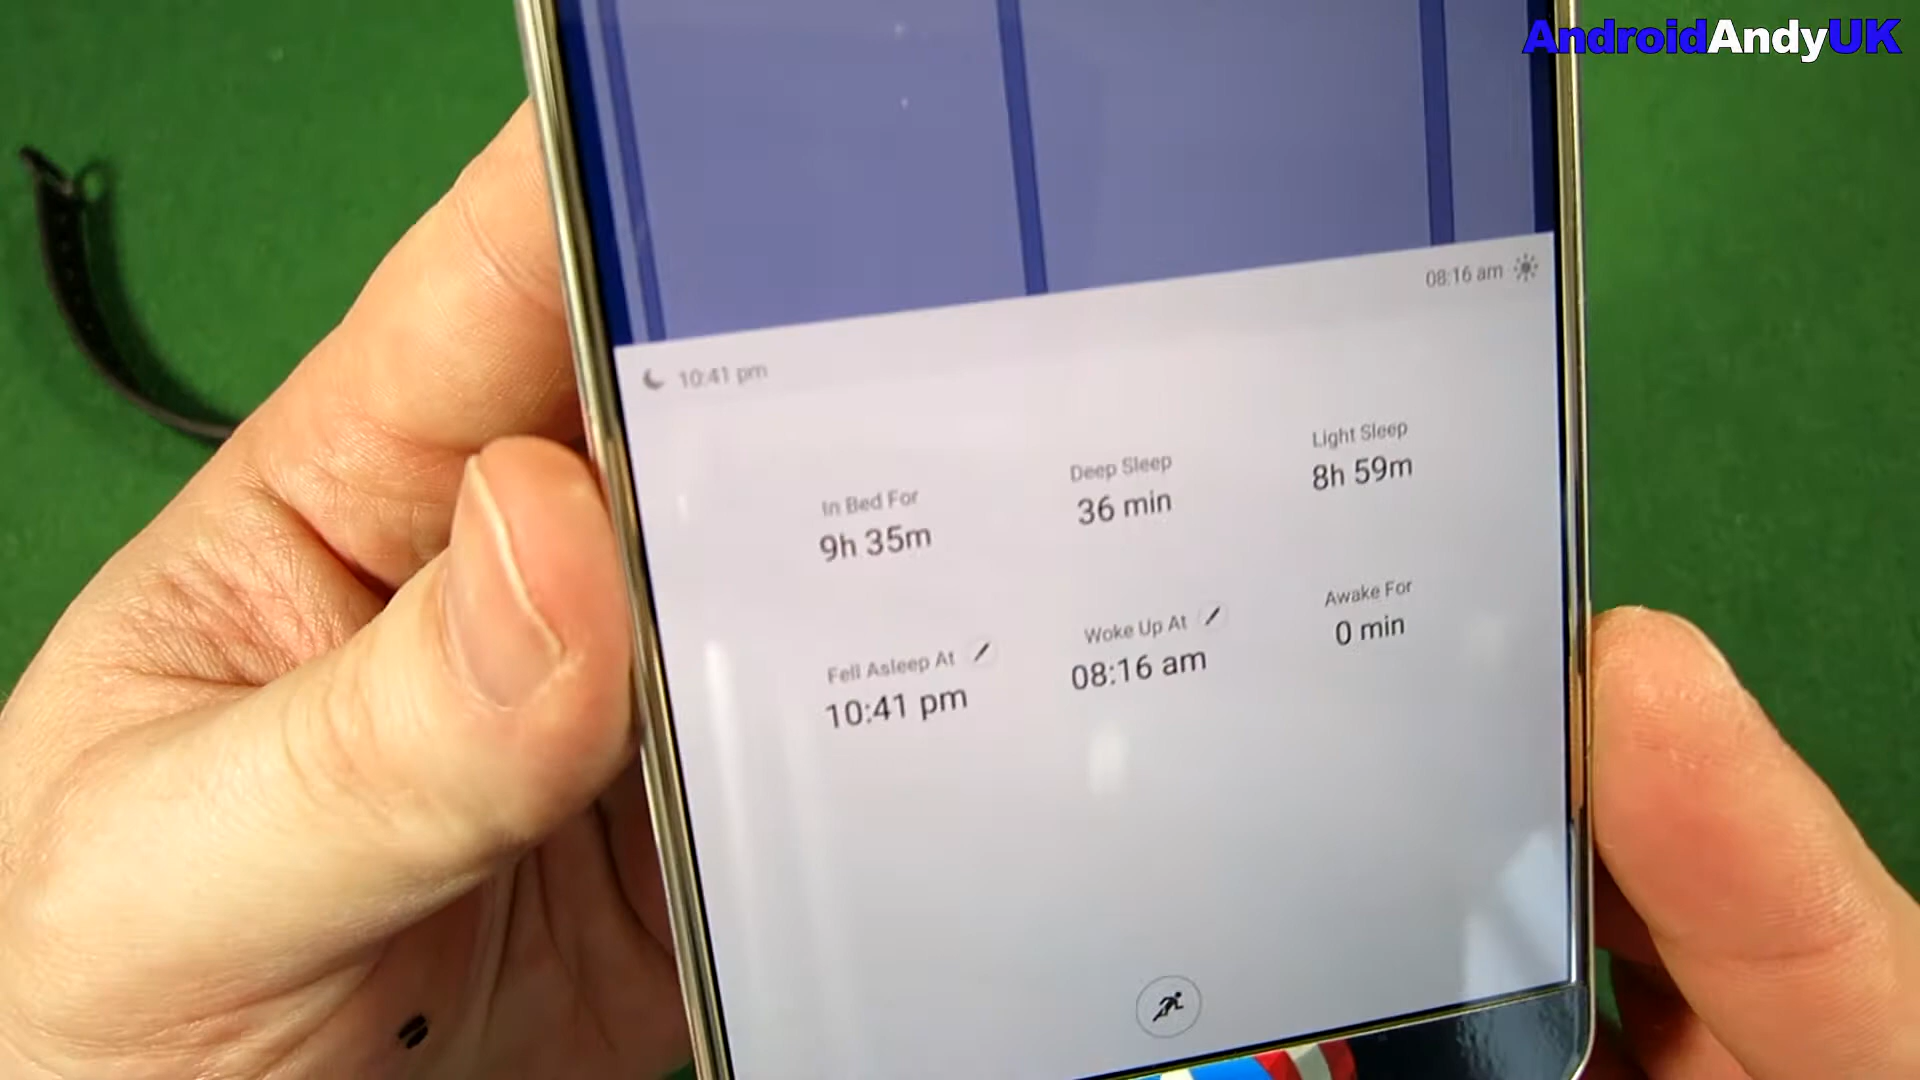 AndroidAndyUK
08:16 am
10:41 pm
Light Sleep
8h 59m
Deep Sleep
36 min
In Bed For
9h 35m
Awake For
0 min
Woke Up At
08:16 am
Fell Asleep At
10:41 pm